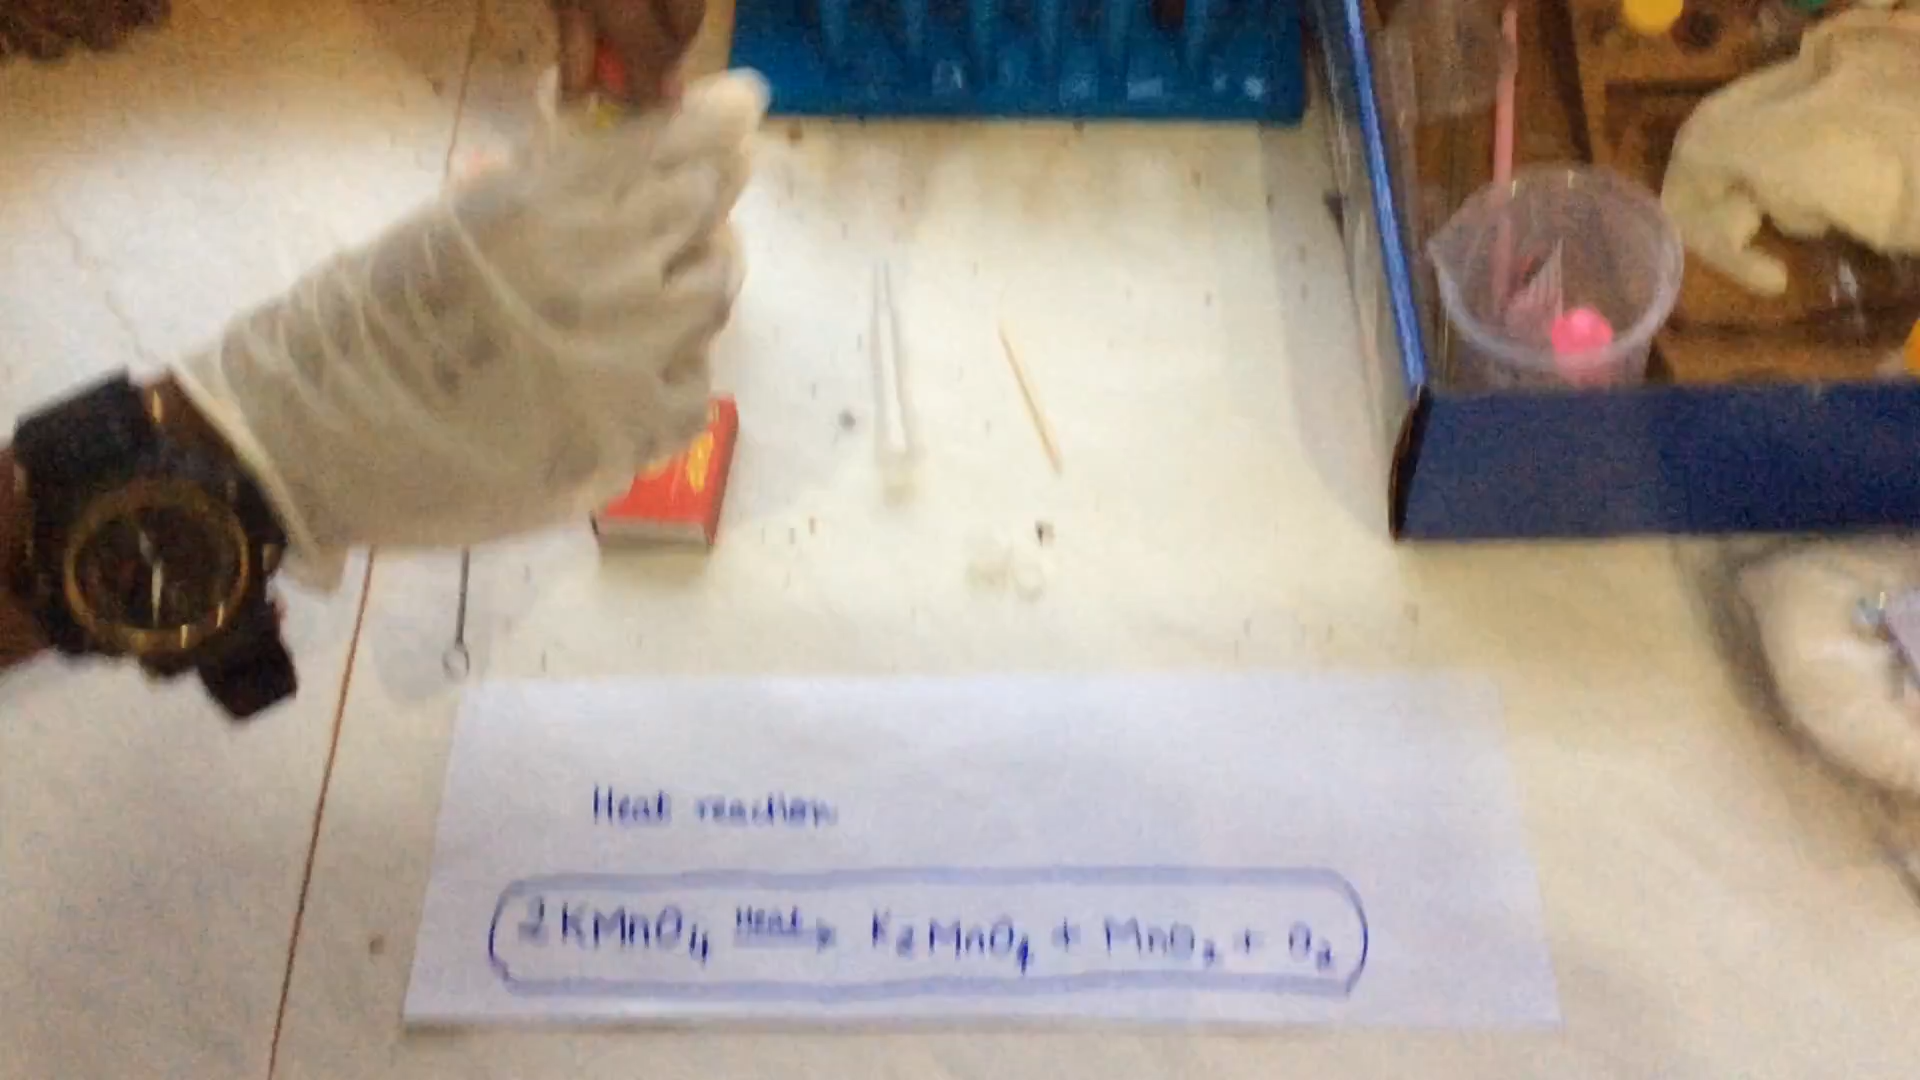 Heat reaction
2KMnO₄ Heat→ K₂MnO₄ + MnO₂ + O₂